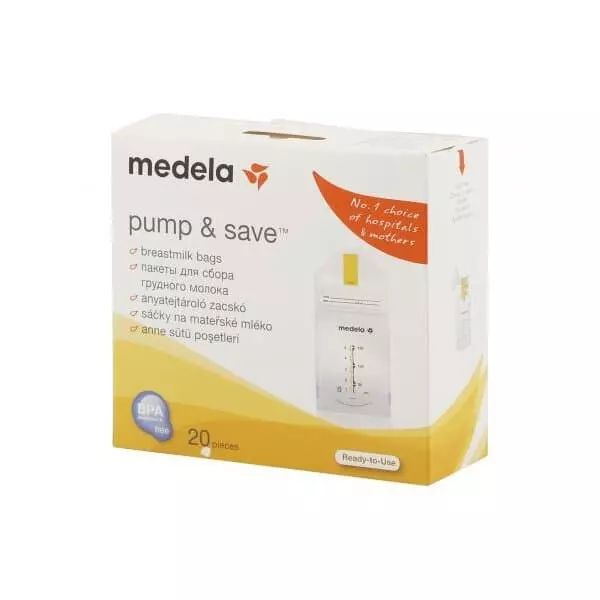 medela
No. 1 choice
of hospitals
& mothers
pump & save™
breastmilk bags
пакеты для сбора
грудного молока
anyatejtároló zacskó
sáčky na mateřské mléko
anne sütü poşetleri
medela
BPA
free
20 pieces
Ready-to-Use